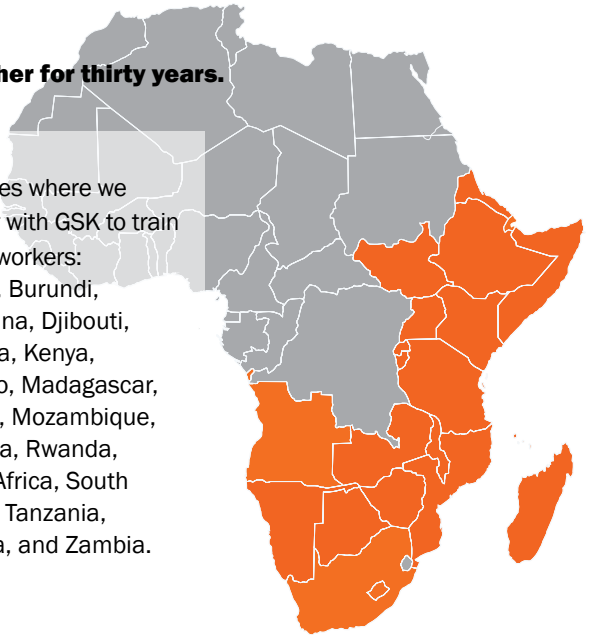 her for thirty years.
es where we
with GSK to train
workers:
, Burundi,
na, Djibouti,
a, Kenya,
o, Madagascar,
, Mozambique,
a, Rwanda,
Africa, South
Tanzania,
a, and Zambia.